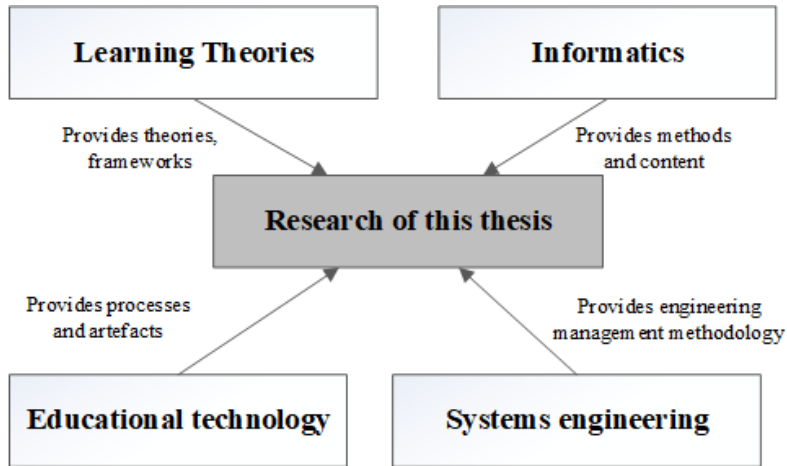 Learning Theories
Informatics
Provides theories,
frameworks
Provides methods
and content
Research of this thesis
Provides processes
and artefacts
Provides engineering
management methodology
Educational technology
Systems engineering